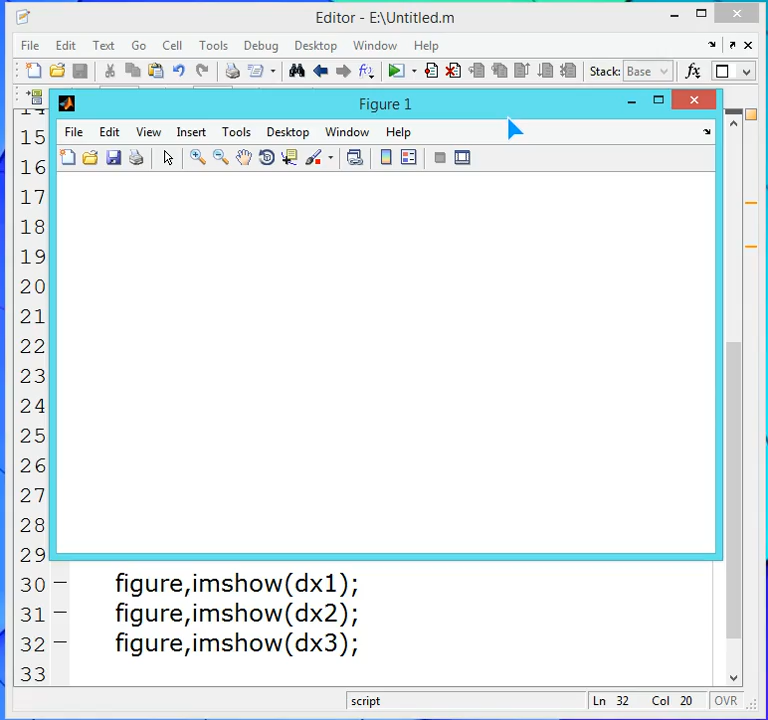 Editor - E:\Untitled.m
File Edit Text Go Cell Tools Debug Desktop Window Help
Stack: Base fx
Figure 1
File Edit View Insert Tools Desktop Window Help
14
15
16
17
18
19
20
21
22
23
24
25
26
27
28
29
30 – figure,imshow(dx1);
31 – figure,imshow(dx2);
32 – figure,imshow(dx3);
33
script Ln 32 Col 20 OVR